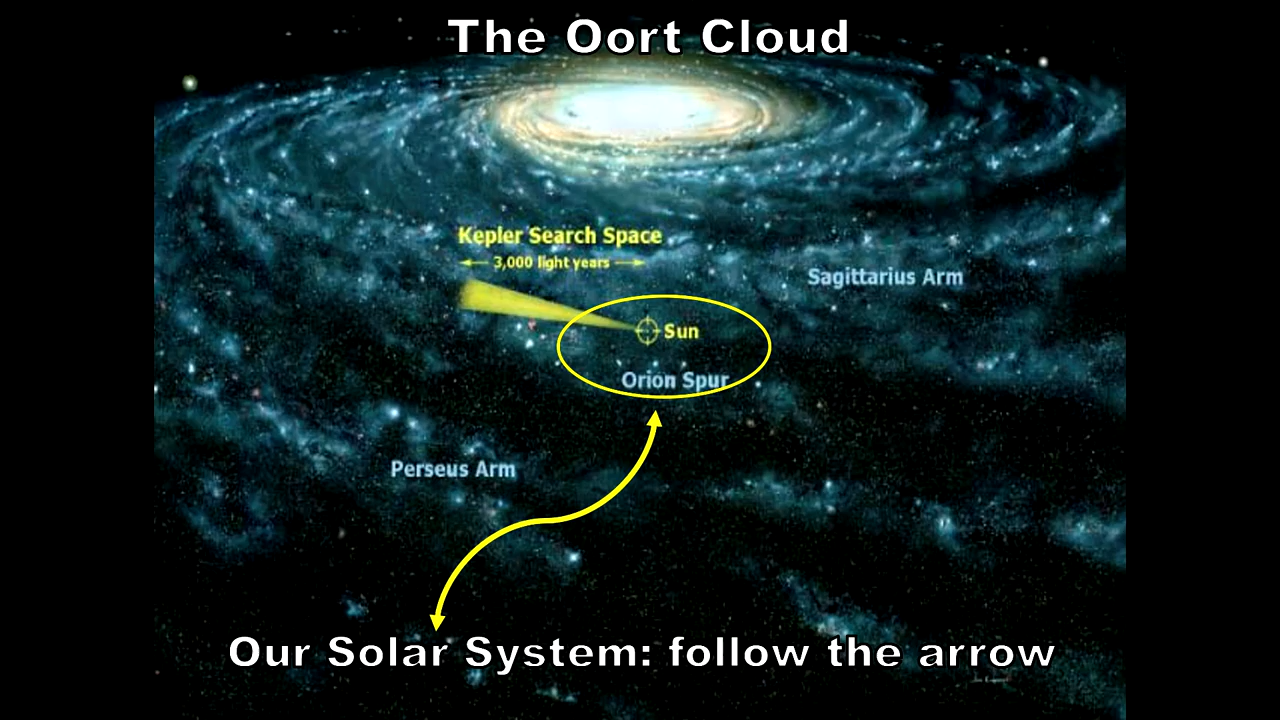 The Oort Cloud
Kepler Search Space
3,000 light years
Sagittarius Arm
Sun
Orion Spur
Perseus Arm
Our Solar System: follow the arrow